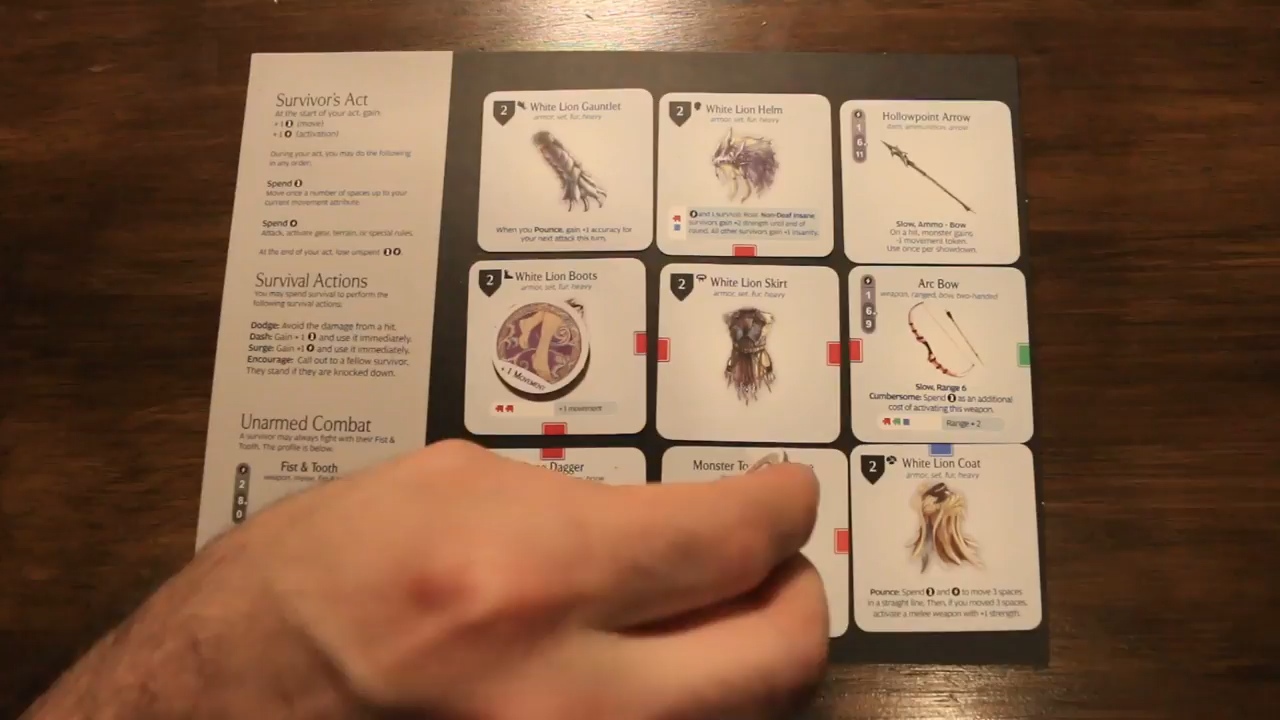 Survivor's Act
At the start of your act, gain:
+1 (move)
+1 (activation)
During your act, you may do the following
in any order:
Spend
Move once a number of spaces up to your
current movement attribute.
Spend
Attack, activate gear, terrain, or special rules.
At the end of your act, lose unspent
Survival Actions
You may spend survival to perform the
following survival actions.
Dodge: Avoid the damage from a hit.
Dash: Gain +1 and use it immediately.
Surge: Gain +1 and use it immediately.
Encourage: Call out to a fellow survivor.
They stand if they are knocked down.
Unarmed Combat
A survivor may always fight with their Fist &
Tooth. The profile is below.
Fist & Tooth
2
8+
0
2
White Lion Gauntlet
armor, set, fur, heavy
When you Pounce, gain +1 accuracy for
your next attack this turn.
2
White Lion Helm
armor, set, fur, heavy
and 1 survival: Roar. Non-Deaf insane
survivors gain +2 strength until end of
round. All other survivors gain +1 insanity.
Hollowpoint Arrow
1
6+
11
Slow, Ammo - Bow
On a hit, monster gains
-1 movement token.
Use once per showdown.
2
White Lion Boots
armor, set, fur, heavy
+ 1 Movement
+1 movement
2
White Lion Skirt
armor, set, fur, heavy
Arc Bow
weapon, ranged, bow, two-handed
1
6+
9
Slow, Range 6
Cumbersome: Spend as an additional
cost of activating this weapon.
Range + 2
Dagger
Monster
2
White Lion Coat
armor, set, fur, heavy
Pounce: Spend and to move 3 spaces
in a straight line. Then, if you moved 3 spaces,
activate a melee weapon with +1 strength.